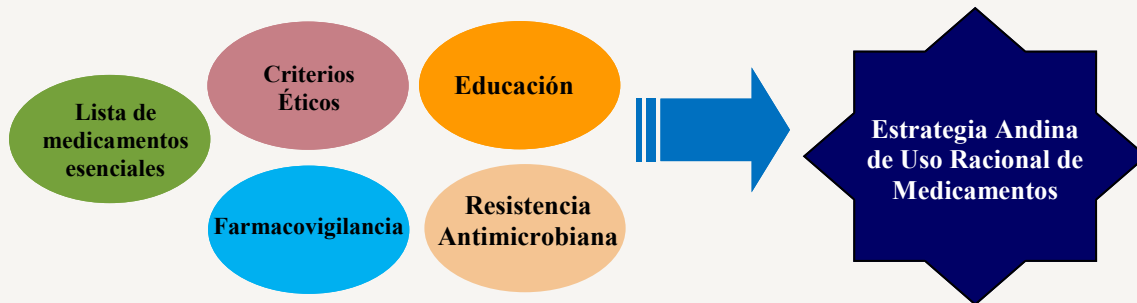 Lista de
medicamentos
esenciales
Criterios
Éticos
Educación
Farmacovigilancia
Resistencia
Antimicrobiana
Estrategia Andina
de Uso Racional de
Medicamentos